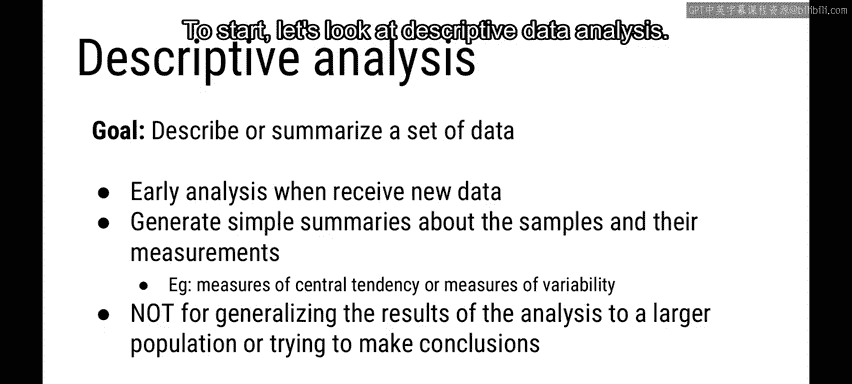 GPT中英字幕课程资源@bilibili.com
To start, let's look at descriptive data analysis.
Descriptive analysis
Goal: Describe or summarize a set of data
● Early analysis when receive new data
● Generate simple summaries about the samples and their
measurements
● Eg: measures of central tendency or measures of variability
● NOT for generalizing the results of the analysis to a larger
population or trying to make conclusions